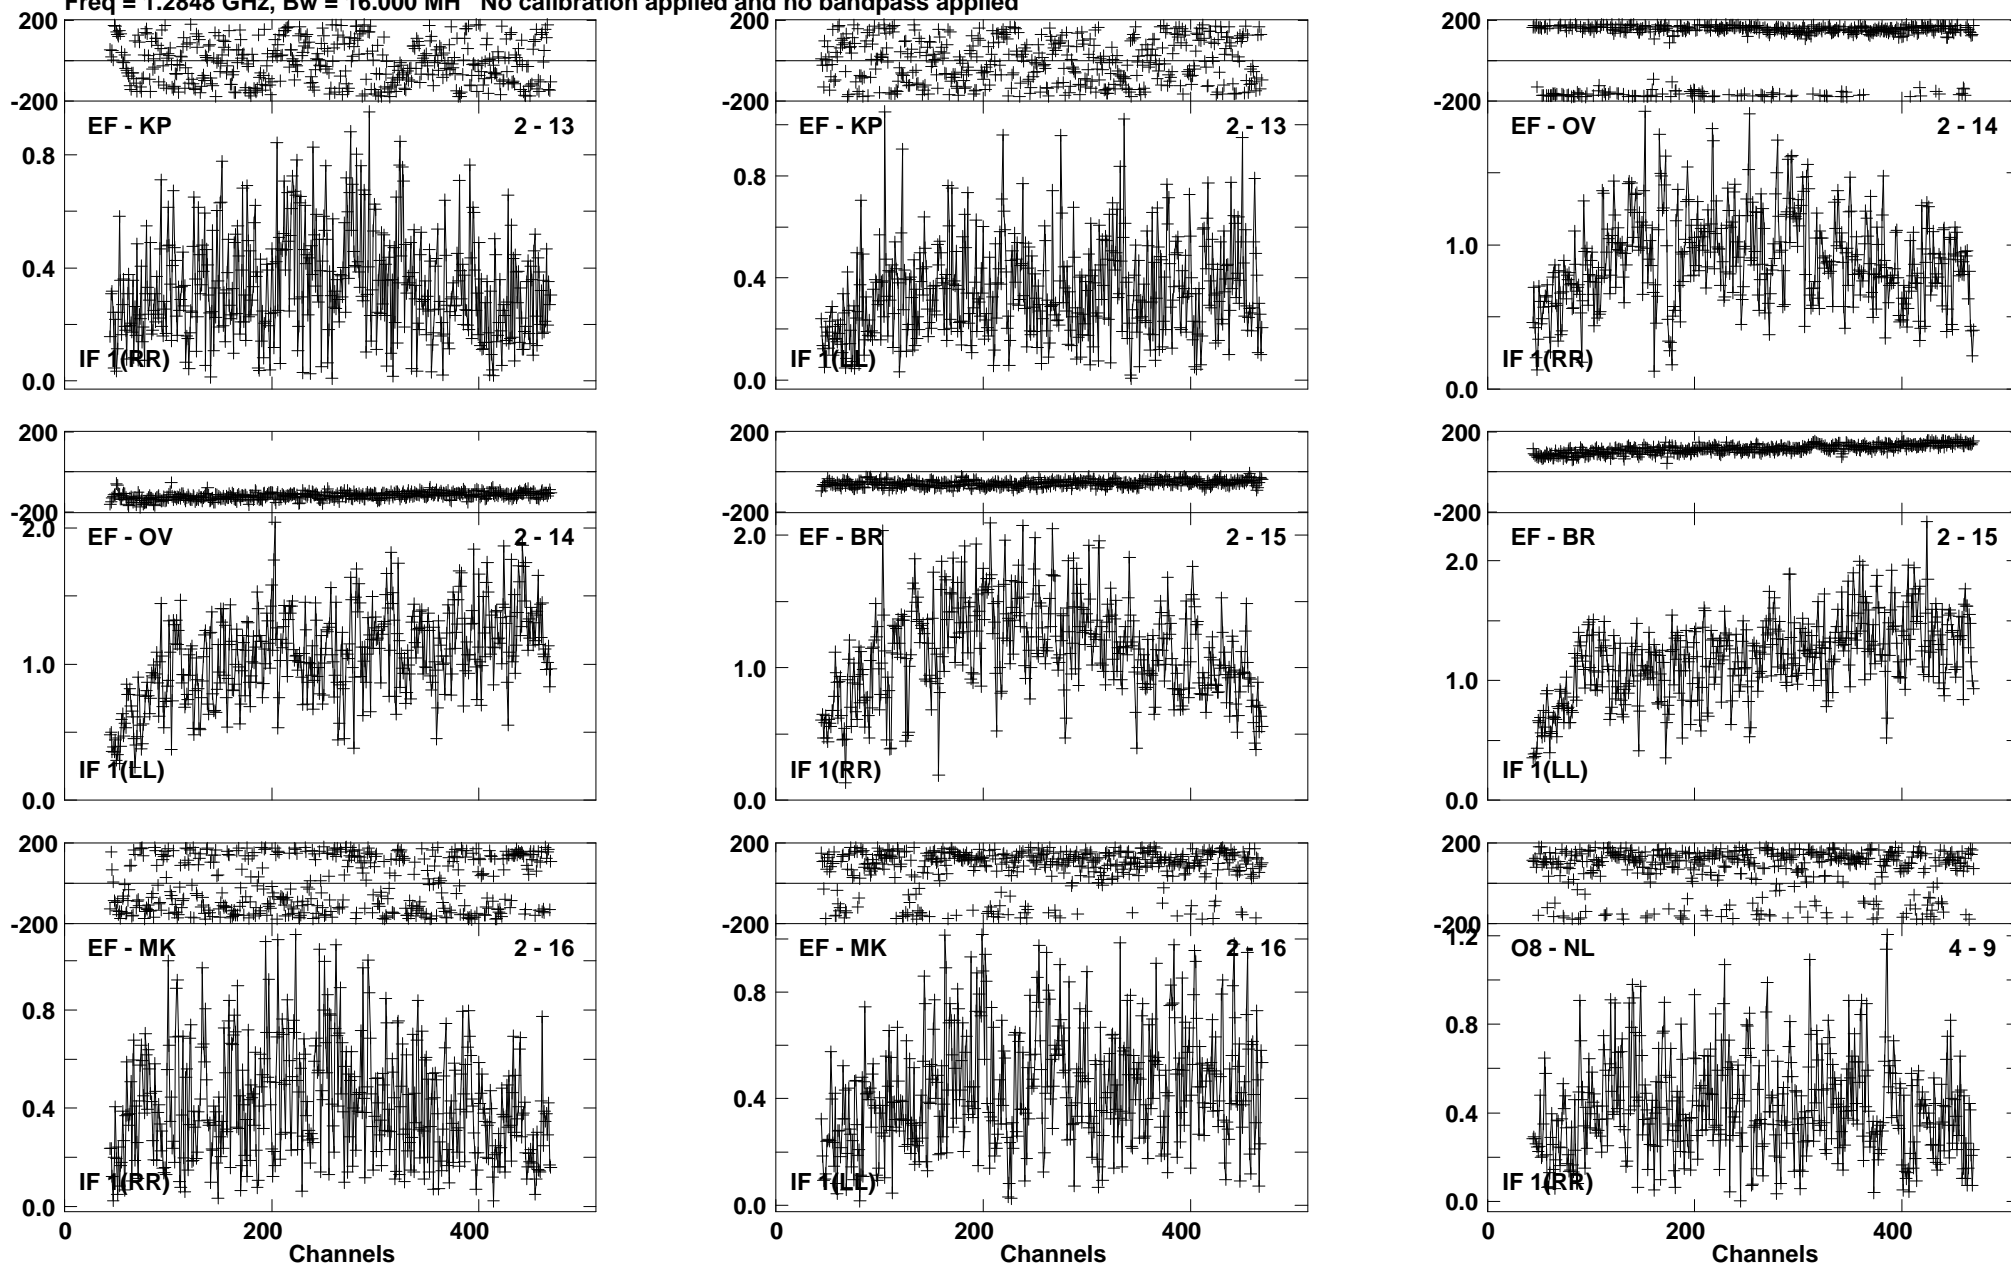 Freq = 1.2848 GHz, Bw = 16.000 MH No calibration applied and no bandpass applied
200
-200
EF - KP 2 - 13
0.8
0.4
IF 1(RR)
0.0
200
-200
EF - KP 2 - 13
0.8
0.4
IF 1(LL)
0.0
200
-200
EF - OV 2 - 14
1.0
IF 1(RR)
0.0
200
-200
2.0
EF - OV 2 - 14
1.0
IF 1(LL)
0.0
200
-200
2.0
EF - BR 2 - 15
1.0
IF 1(RR)
0.0
200
-200
EF - BR 2 - 15
2.0
1.0
IF 1(LL)
0.0
200
-200
EF - MK 2 - 16
0.8
0.4
IF 1(RR)
0.0
0 200 400
Channels
200
-200
EF - MK 2 - 16
0.8
0.4
IF 1(LL)
0.0
0 200 400
Channels
200
-200
1.2
O8 - NL 4 - 9
0.8
0.4
IF 1(RR)
0.0
0 200 400
Channels